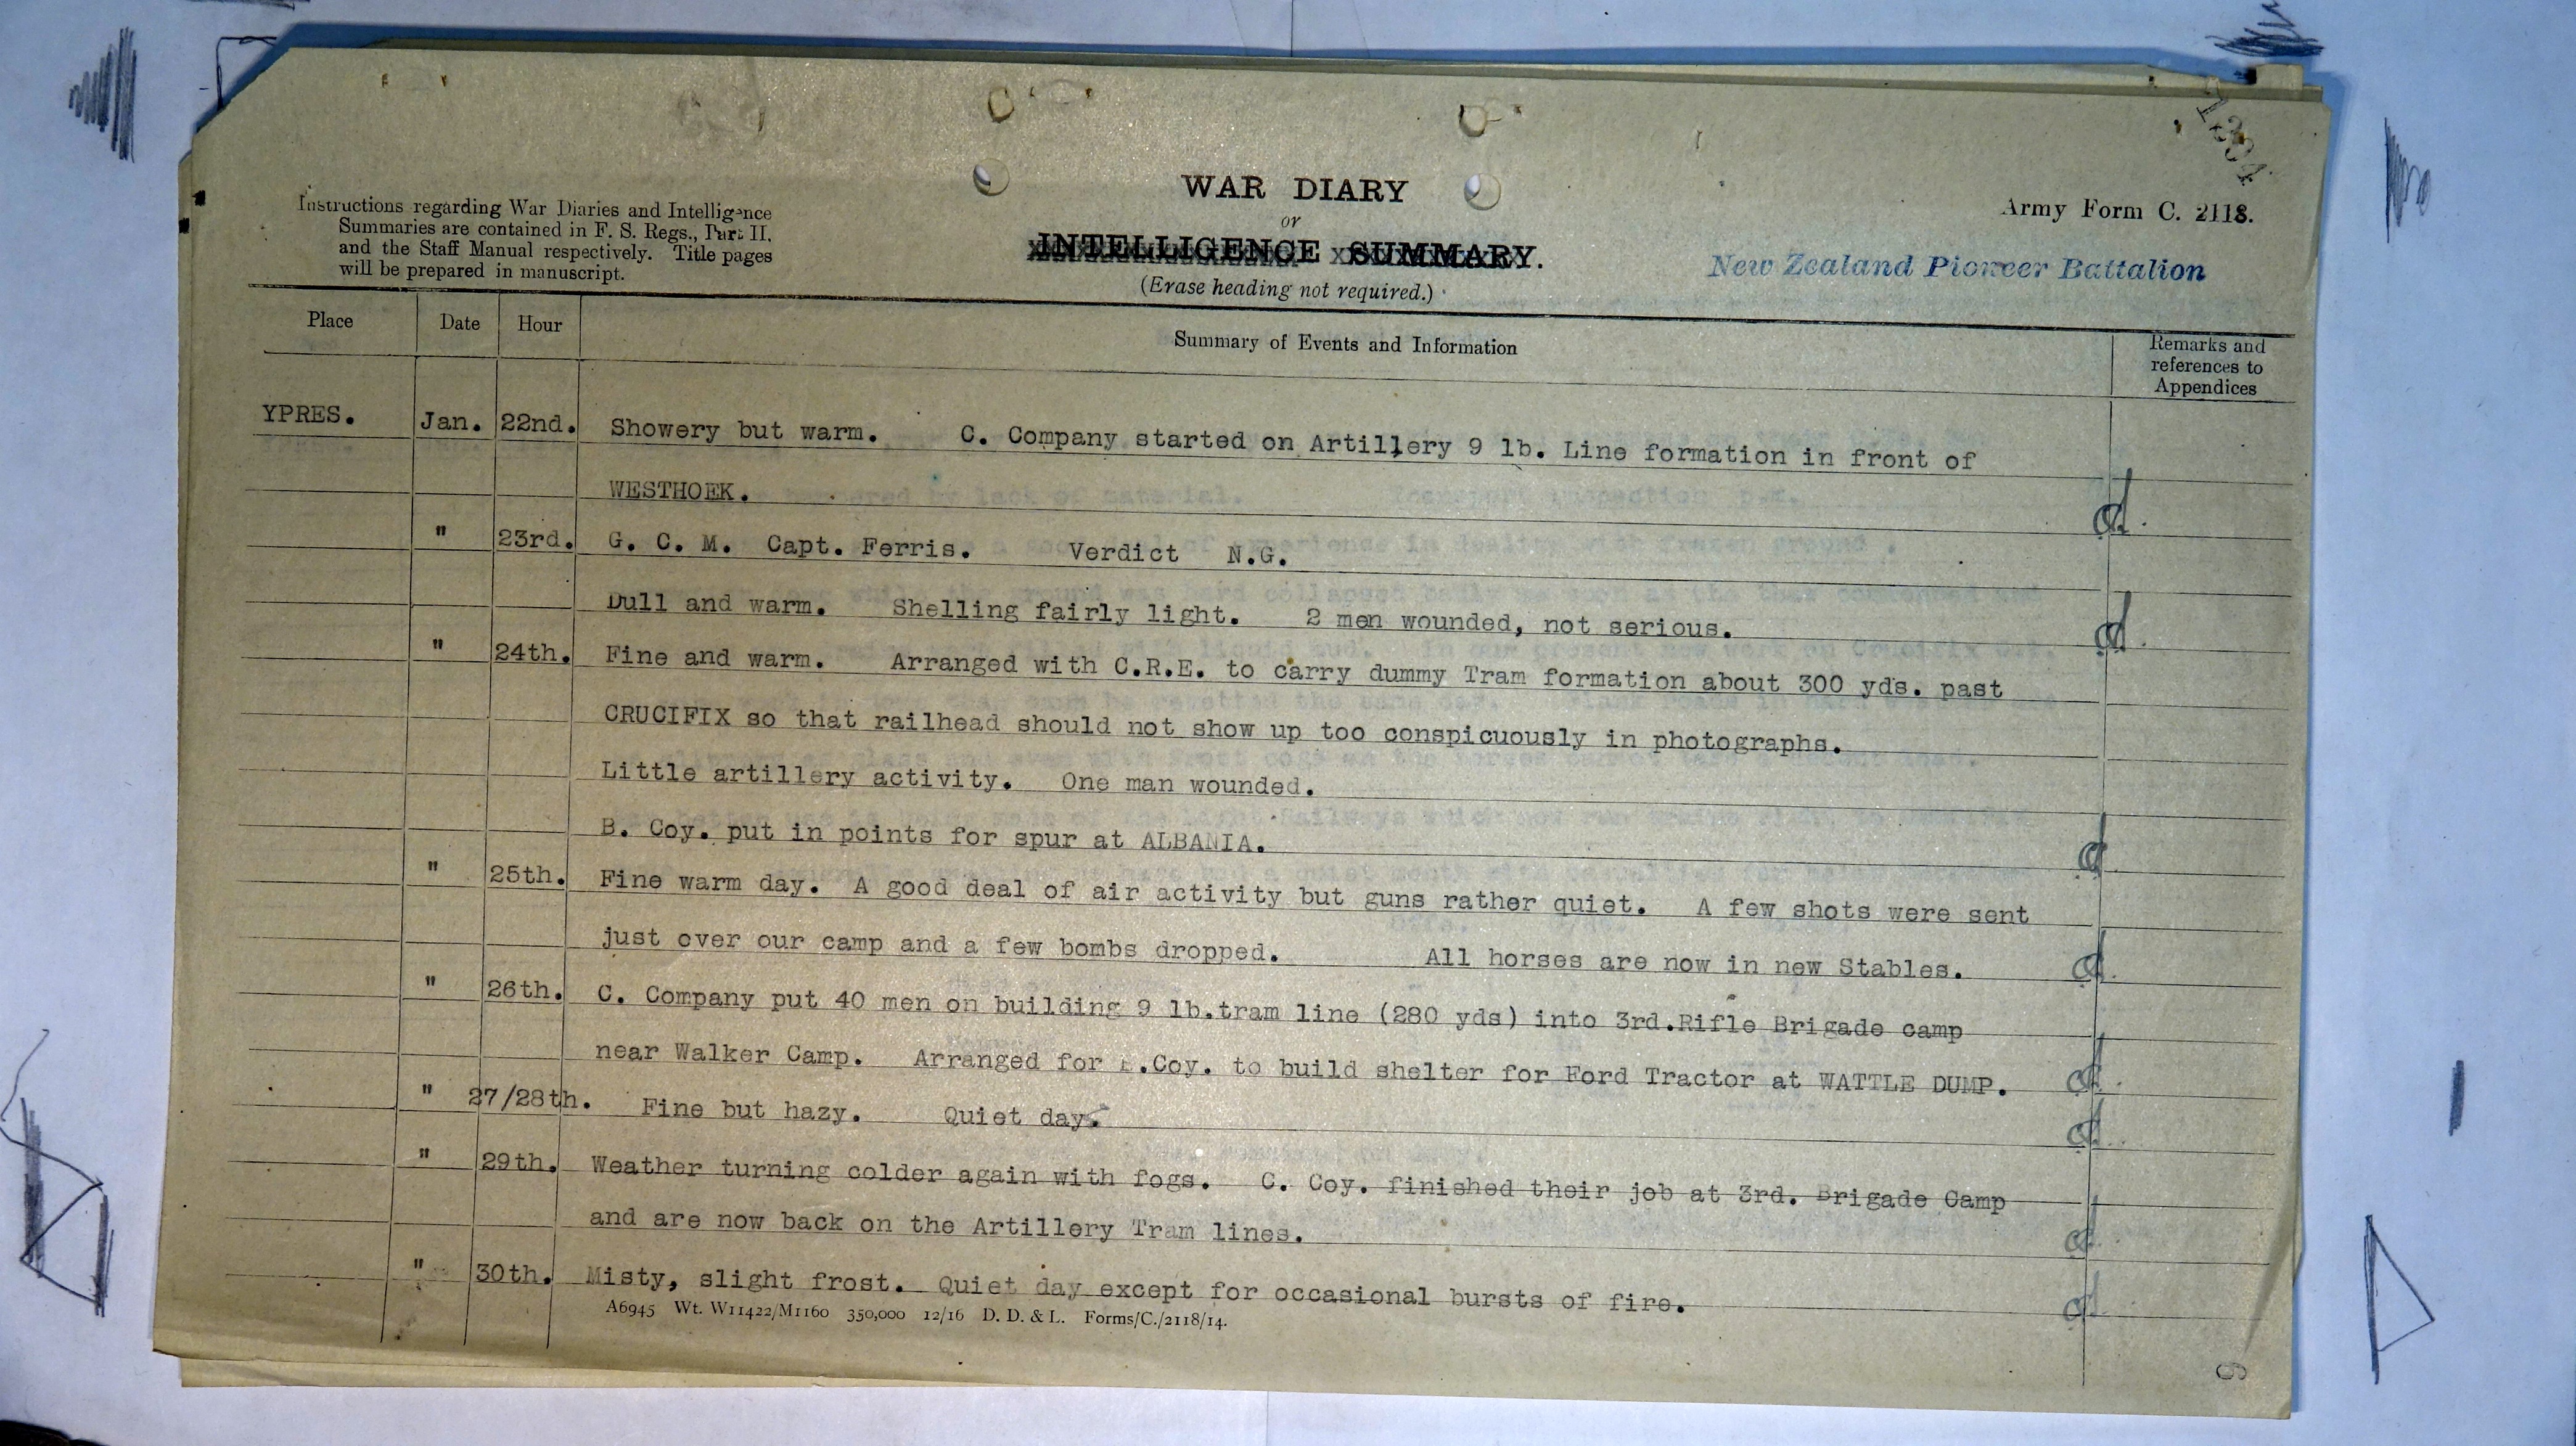 1304
WAR DIARY
or
INTELLIGENCE SUMMARY.
(Erase heading not required.)
Instructions regarding War Diaries and Intelligence
Summaries are contained in F. S. Regs., Part II.
and the Staff Manual respectively. Title pages
will be prepared in manuscript.
Army Form C. 2118.
New Zealand Pioneer Battalion
Place Date Hour Summary of Events and Information Remarks and references to Appendices
YPRES. Jan. 22nd. Showery but warm. C. Company started on Artillery 9 lb. Line formation in front of
WESTHOEK.
" 23rd. G. C. M. Capt. Ferris. Verdict N.G.
Dull and warm. Shelling fairly light. 2 men wounded, not serious.
" 24th. Fine and warm. Arranged with C.R.E. to carry dummy Tram formation about 300 yds. past
CRUCIFIX so that railhead should not show up too conspicuously in photographs.
Little artillery activity. One man wounded.
B. Coy. put in points for spur at ALBANIA.
" 25th. Fine warm day. A good deal of air activity but guns rather quiet. A few shots were sent
just over our camp and a few bombs dropped. All horses are now in new Stables.
" 26th. C. Company put 40 men on building 9 lb.tram line (280 yds) into 3rd.Rifle Brigade camp
near Walker Camp. Arranged for .Coy. to build shelter for Ford Tractor at WATTLE DUMP.
" 27/28th. Fine but hazy. Quiet day.
" 29th. Weather turning colder again with fogs. C. Coy. finished their job at 3rd. Brigade Camp
and are now back on the Artillery Tram lines.
" 30th. Misty, slight frost. Quiet day except for occasional bursts of fire.
A6945 Wt. W11422/M1160 350,000 12/16 D. D. & L. Forms/C./2118/14.